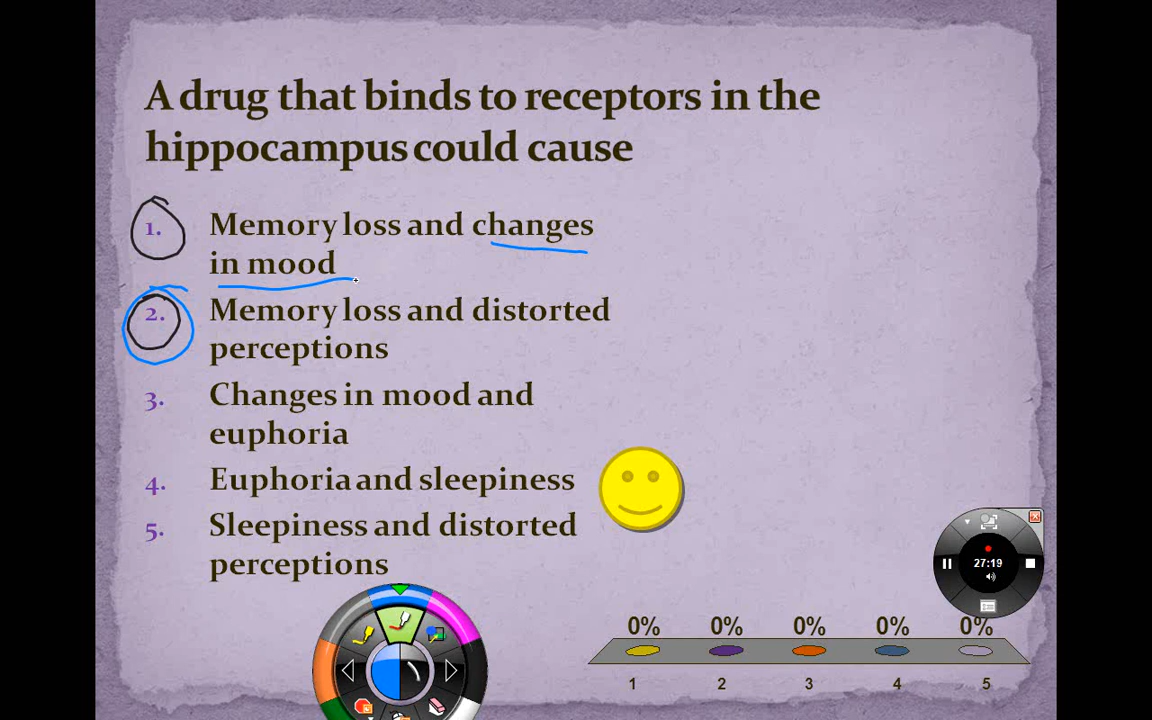 A drug that binds to receptors in the
hippocampus could cause
1. Memory loss and changes
in mood
2. Memory loss and distorted
perceptions
3. Changes in mood and
euphoria
4. Euphoria and sleepiness
5. Sleepiness and distorted
perceptions
27:19
0% 0% 0% 0% 0%
1 2 3 4 5